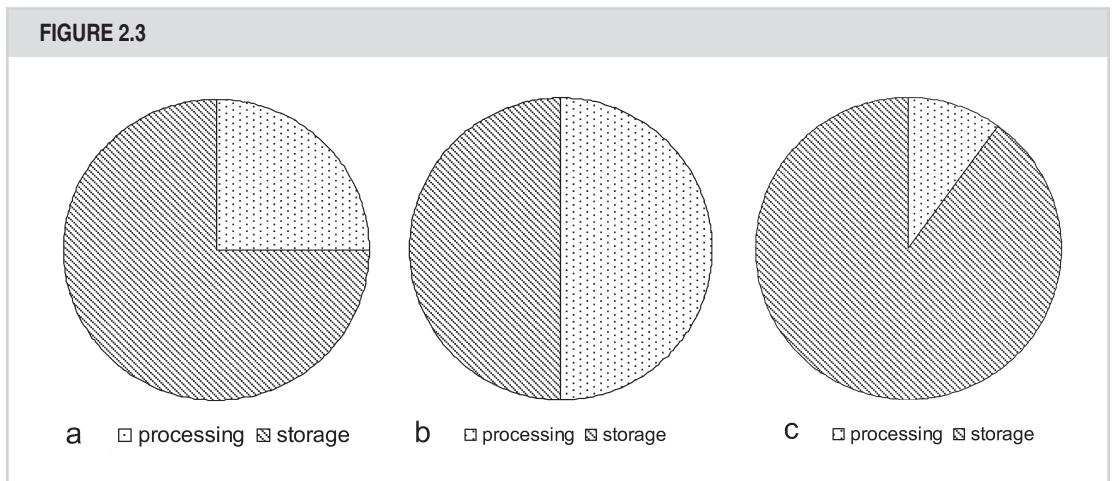 FIGURE 2.3
a processing storage
b processing storage
c processing storage